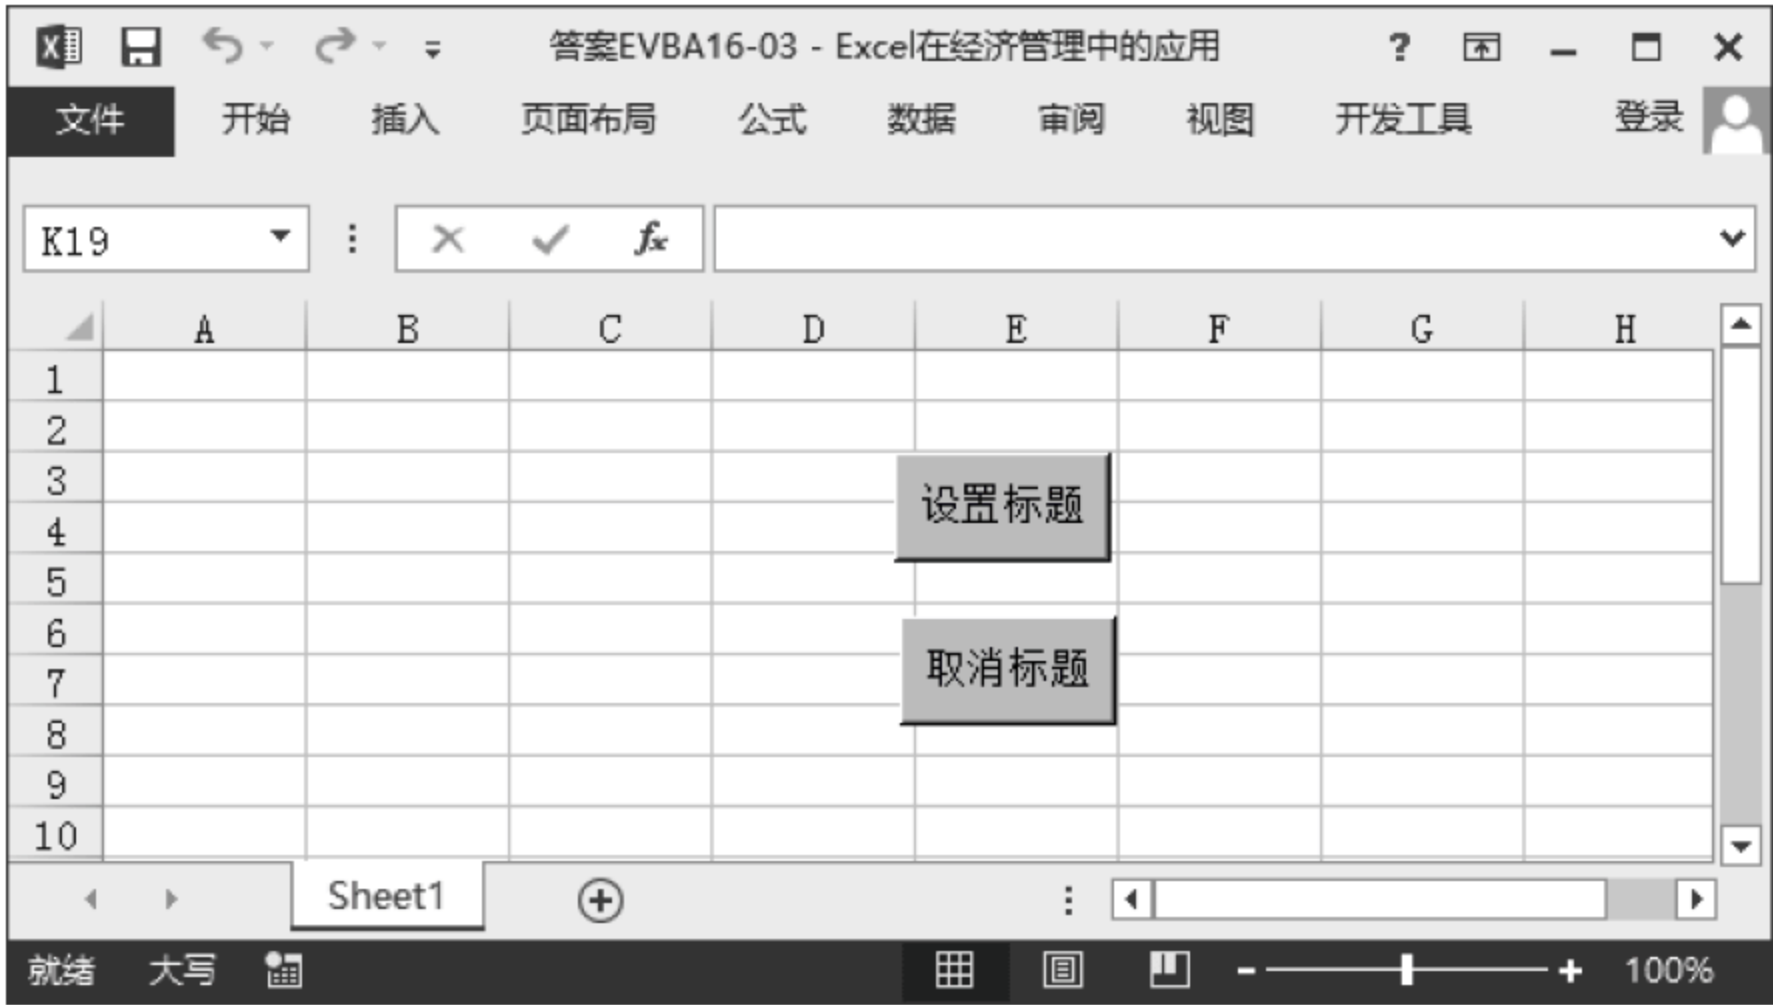 答案EVBA16-03 - Excel在经济管理中的应用 ?
文件 开始 插入 页面布局 公式 数据 审阅 视图 开发工具 登录
K19 fx
A B C D E F G H
1
2
3
设置标题
4
5
6
取消标题
7
8
9
10
Sheet1
就绪 大写 100%